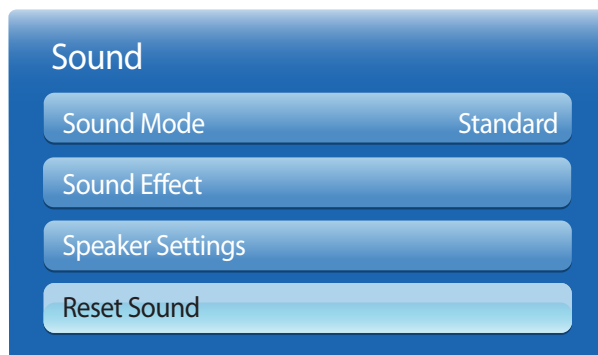 Sound
Sound Mode Standard
Sound Effect
Speaker Settings
Reset Sound